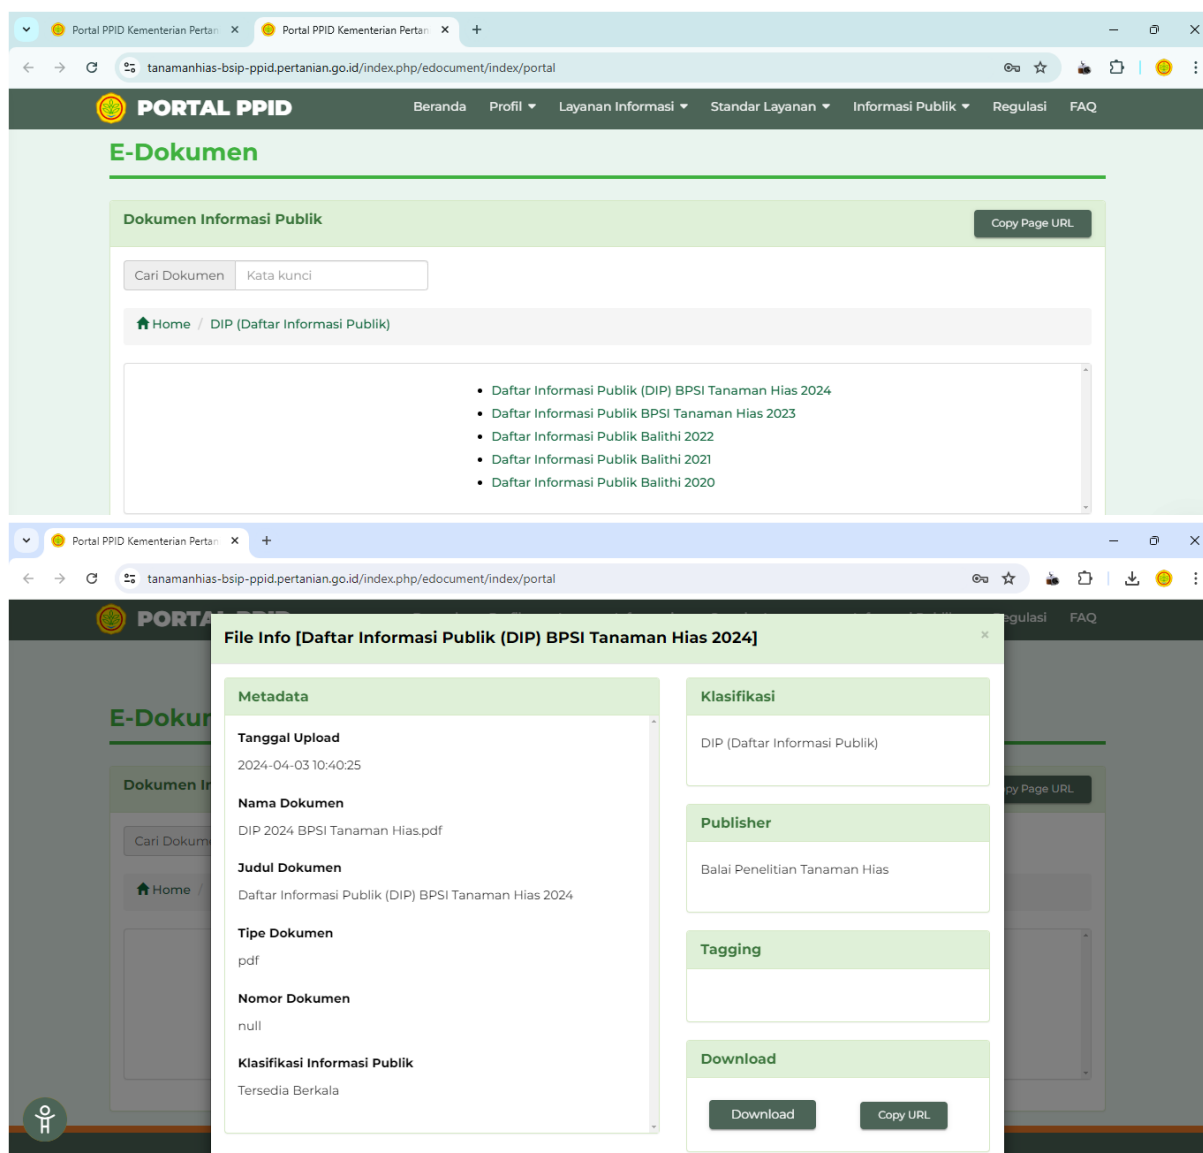 Portal PPID Kementerian Pertan
Portal PPID Kementerian Pertan
tanamanhias-bsip-ppid.pertanian.go.id/index.php/edocument/index/portal
PORTAL PPID
Beranda Profil Layanan Informasi Standar Layanan Informasi Publik Regulasi FAQ
E-Dokumen
Dokumen Informasi Publik
Copy Page URL
Cari Dokumen Kata kunci
Home / DIP (Daftar Informasi Publik)
Daftar Informasi Publik (DIP) BPSI Tanaman Hias 2024
Daftar Informasi Publik BPSI Tanaman Hias 2023
Daftar Informasi Publik Balithi 2022
Daftar Informasi Publik Balithi 2021
Daftar Informasi Publik Balithi 2020
Portal PPID Kementerian Pertan
tanamanhias-bsip-ppid.pertanian.go.id/index.php/edocument/index/portal
PORTA
egulasi FAQ
File Info [Daftar Informasi Publik (DIP) BPSI Tanaman Hias 2024]
E-Dokur
Dokumen Ir
py Page URL
Cari Dokum
Home /
Metadata
Tanggal Upload
2024-04-03 10:40:25
Nama Dokumen
DIP 2024 BPSI Tanaman Hias.pdf
Judul Dokumen
Daftar Informasi Publik (DIP) BPSI Tanaman Hias 2024
Tipe Dokumen
pdf
Nomor Dokumen
null
Klasifikasi Informasi Publik
Tersedia Berkala
Klasifikasi
DIP (Daftar Informasi Publik)
Publisher
Balai Penelitian Tanaman Hias
Tagging
Download
Download Copy URL